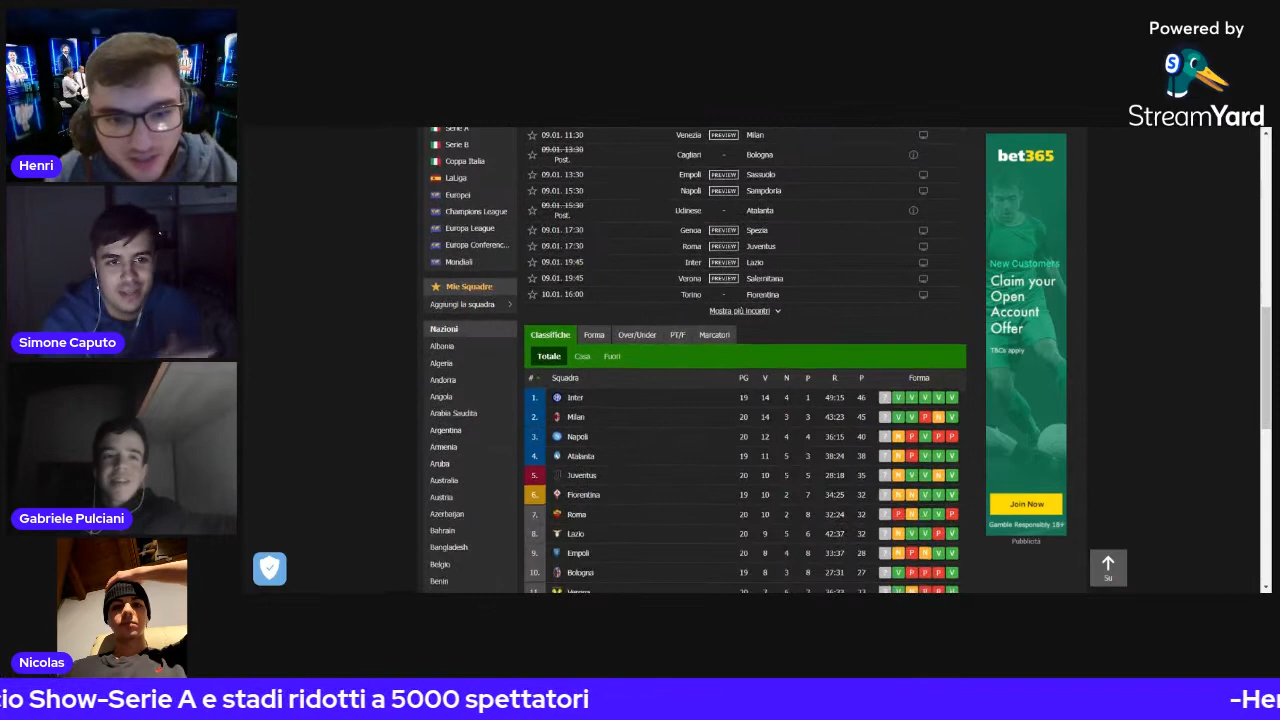 Powered by
StreamYard
Henri
Simone Caputo
Gabriele Pulciani
Nicolas
Serie A
Serie B
Coppa Italia
LaLiga
Europei
Champions League
Europa League
Europa Conferenc...
Mondiali
Mie Squadre
Aggiungi la squadra
Nazioni
Albania
Algeria
Andorra
Angola
Arabia Saudita
Argentina
Armenia
Aruba
Australia
Austria
Azerbaijan
Bahrain
Bangladesh
Belgio
Benin
09.01. 11:30 Venezia PREVIEW Milan
09.01. 13:30 Post. Cagliari - Bologna
09.01. 13:30 Empoli PREVIEW Sassuolo
09.01. 15:30 Napoli PREVIEW Sampdoria
09.01. 15:30 Post. Udinese - Atalanta
09.01. 17:30 Genoa PREVIEW Spezia
09.01. 17:30 Roma PREVIEW Juventus
09.01. 19:45 Inter PREVIEW Lazio
09.01. 19:45 Verona PREVIEW Salernitana
10.01. 16:00 Torino - Fiorentina
Mostra più incontri
Classifiche Forma Over/Under PT/F Marcatori
Totale Casa Fuori
# Squadra PG V N P R P Forma
1. Inter 19 14 4 1 49:15 46 ? V V V V V
2. Milan 20 14 3 3 43:23 45 ? V V P N V
3. Napoli 20 12 4 4 36:15 40 ? N P V P P
4. Atalanta 19 11 5 3 38:24 38 ? N P V V V
5. Juventus 20 10 5 5 28:18 35 ? N V V N V
6. Fiorentina 19 10 2 7 34:25 32 ? N N V V V
7. Roma 20 10 2 8 32:24 32 ? P N V V P
8. Lazio 20 9 5 6 42:37 32 ? N V V P V
9. Empoli 20 8 4 8 33:37 28 ? N P N V V
10. Bologna 19 8 3 8 27:31 27 ? V P P P V
bet365
New Customers
Claim your
Open
Account
Offer
T&Cs apply
Join Now
Gamble Responsibly 18+
Pubblicità
Su
cio Show-Serie A e stadi ridotti a 5000 spettatori
-Hen